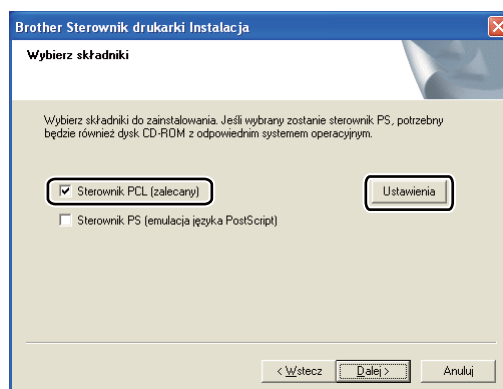 Brother Sterownik drukarki Instalacja
Wybierz składniki
Wybierz składniki do zainstalowania. Jeśli wybrany zostanie sterownik PS, potrzebny
będzie również dysk CD-ROM z odpowiednim systemem operacyjnym.
Sterownik PCL (zalecany)
Ustawienia
Sterownik PS (emulacja języka PostScript)
< Wstecz
Dalej >
Anuluj